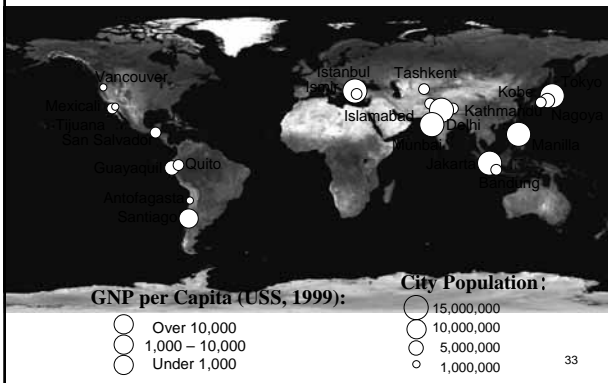 Vancouver
Mexicali
Tijuana
San Salvador
Guayaquil
Quito
Antofagasta
Santiago
Istanbul
Ismir
Tashkent
Islamabad
Kathmandu
Delhi
Mumbai
Kobe
Tokyo
Nagoya
Manilla
Jakarta
Bandung
GNP per Capita (USS, 1999):
Over 10,000
1,000 – 10,000
Under 1,000
City Population:
15,000,000
10,000,000
5,000,000
1,000,000
33